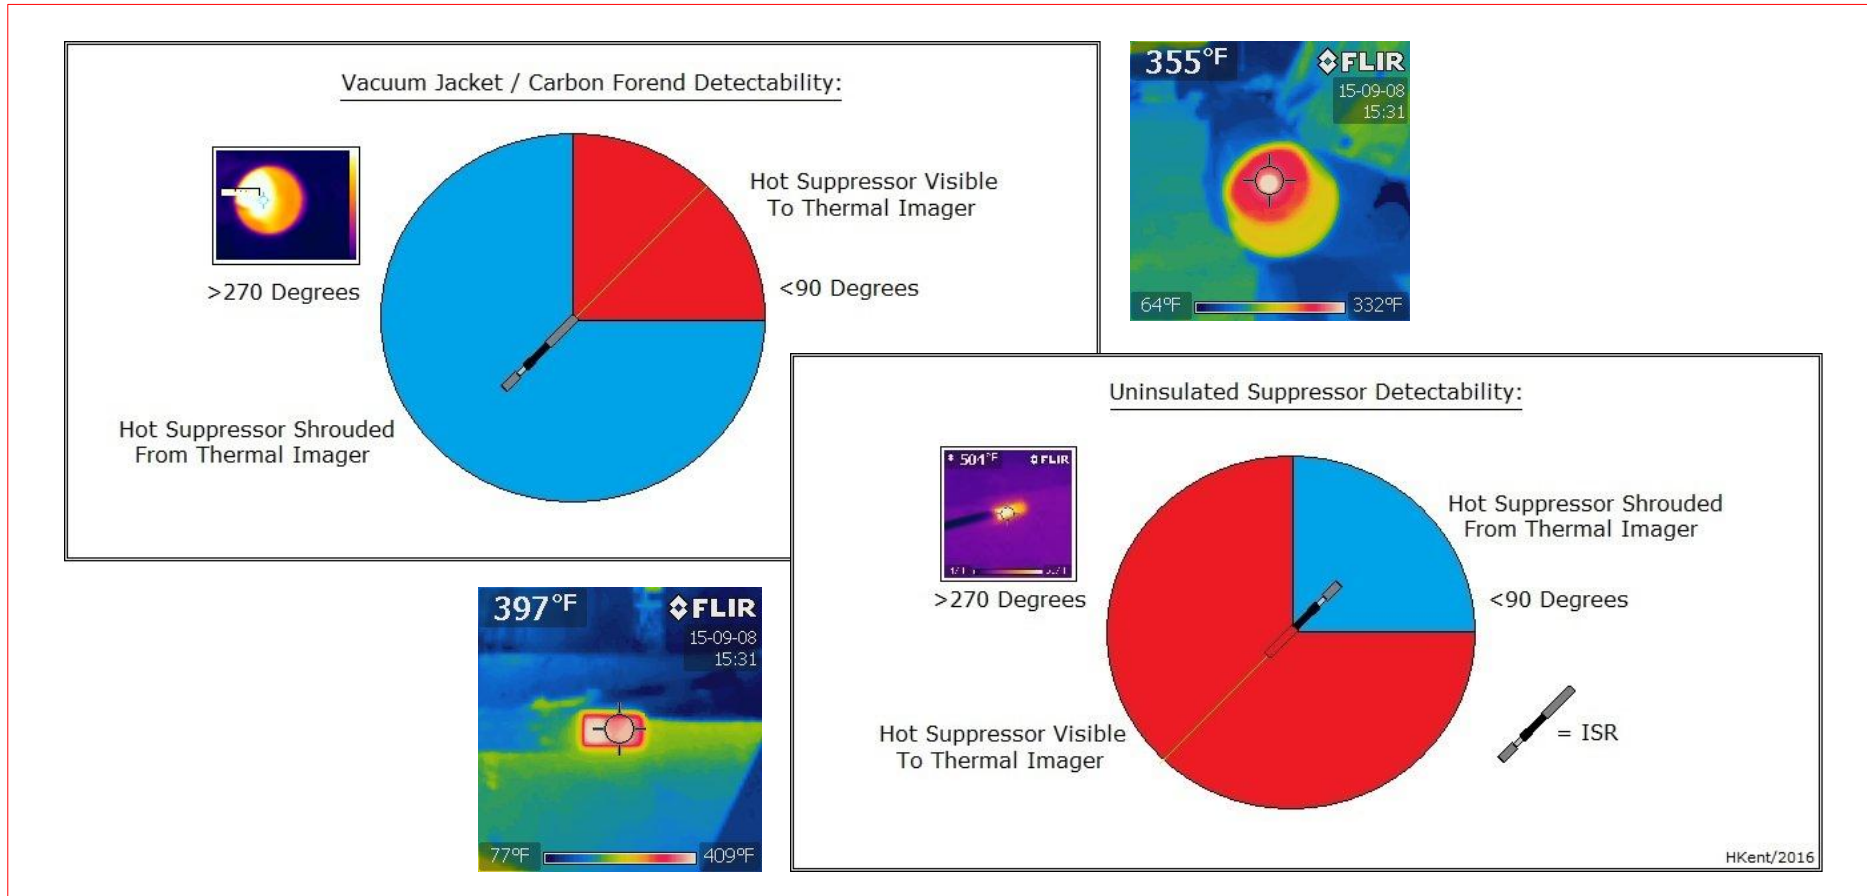 Vacuum Jacket / Carbon Forend Detectability:
Hot Suppressor Visible
To Thermal Imager
>270 Degrees
<90 Degrees
Hot Suppressor Shrouded
From Thermal Imager
355°F
FLIR
15-09-08
15:31
64°F
332°F
Uninsulated Suppressor Detectability:
504°F
FLIR
Hot Suppressor Shrouded
From Thermal Imager
>270 Degrees
<90 Degrees
Hot Suppressor Visible
To Thermal Imager
= ISR
HKent/2016
397°F
FLIR
15-09-08
15:31
77°F
409°F